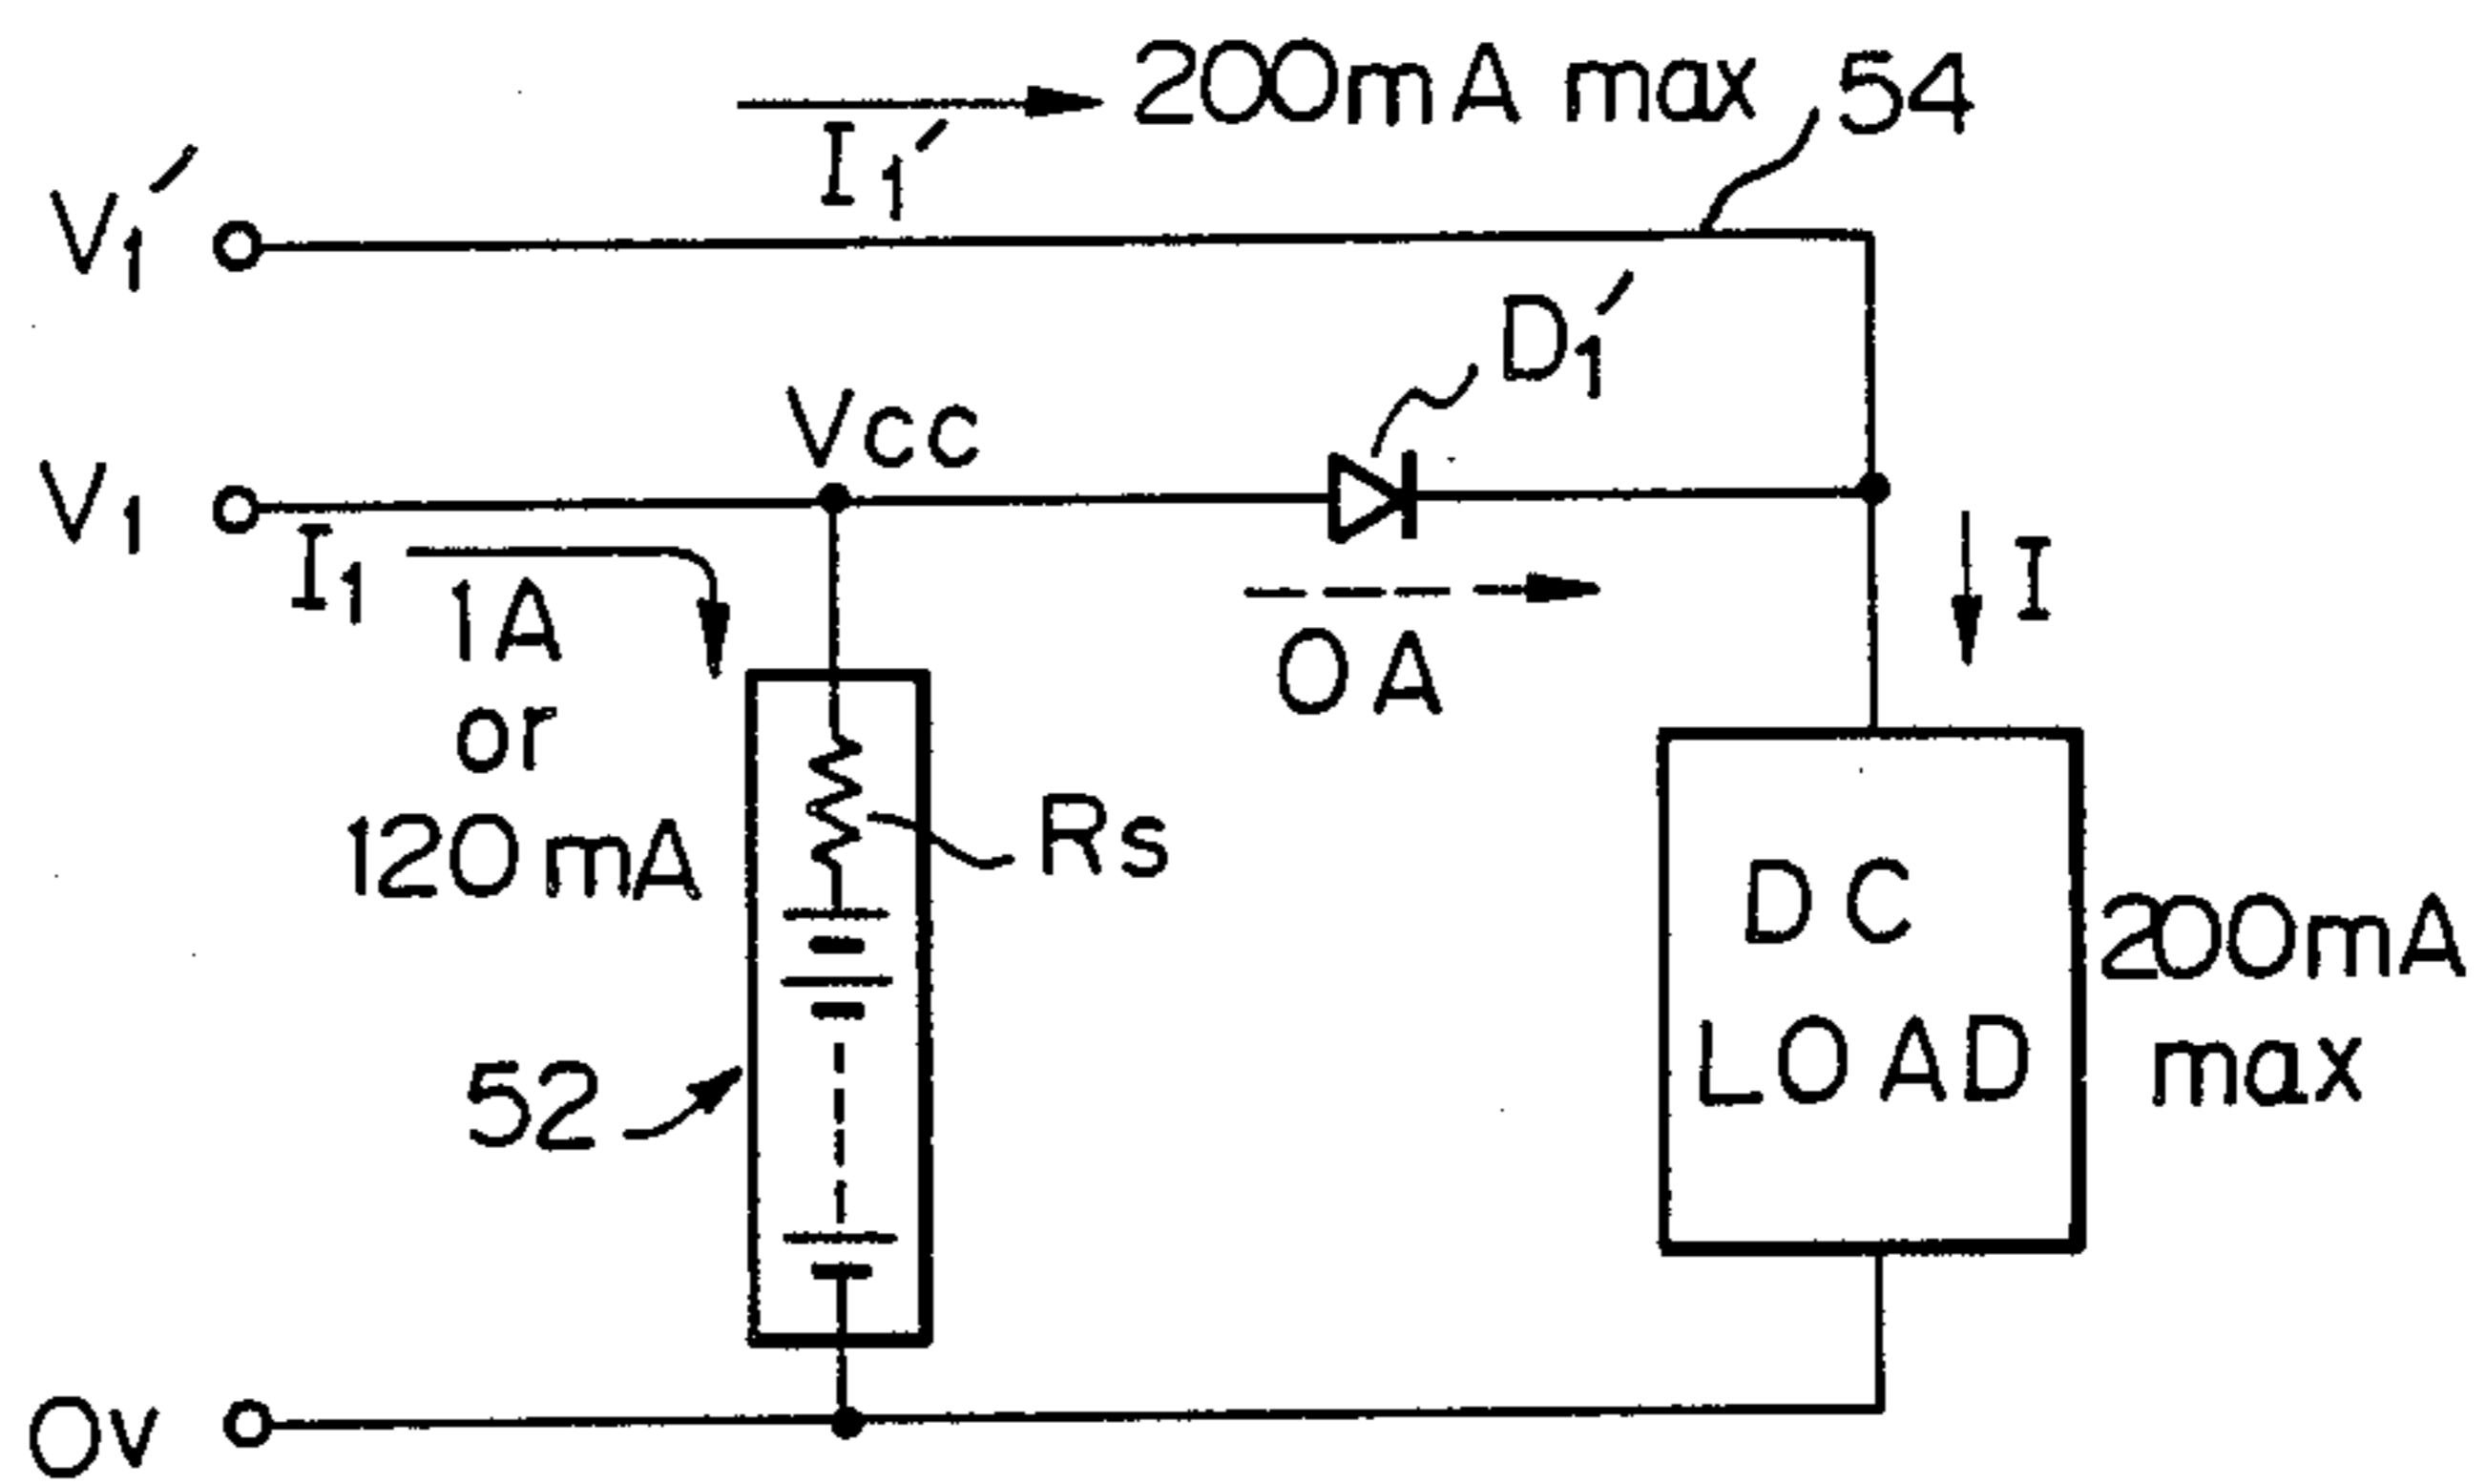 200mA max
54
I1′
V1′
D1′
Vcc
V1
I1
1A
or
120mA
0A
I
Rs
DC
LOAD
200mA
max
52
0v